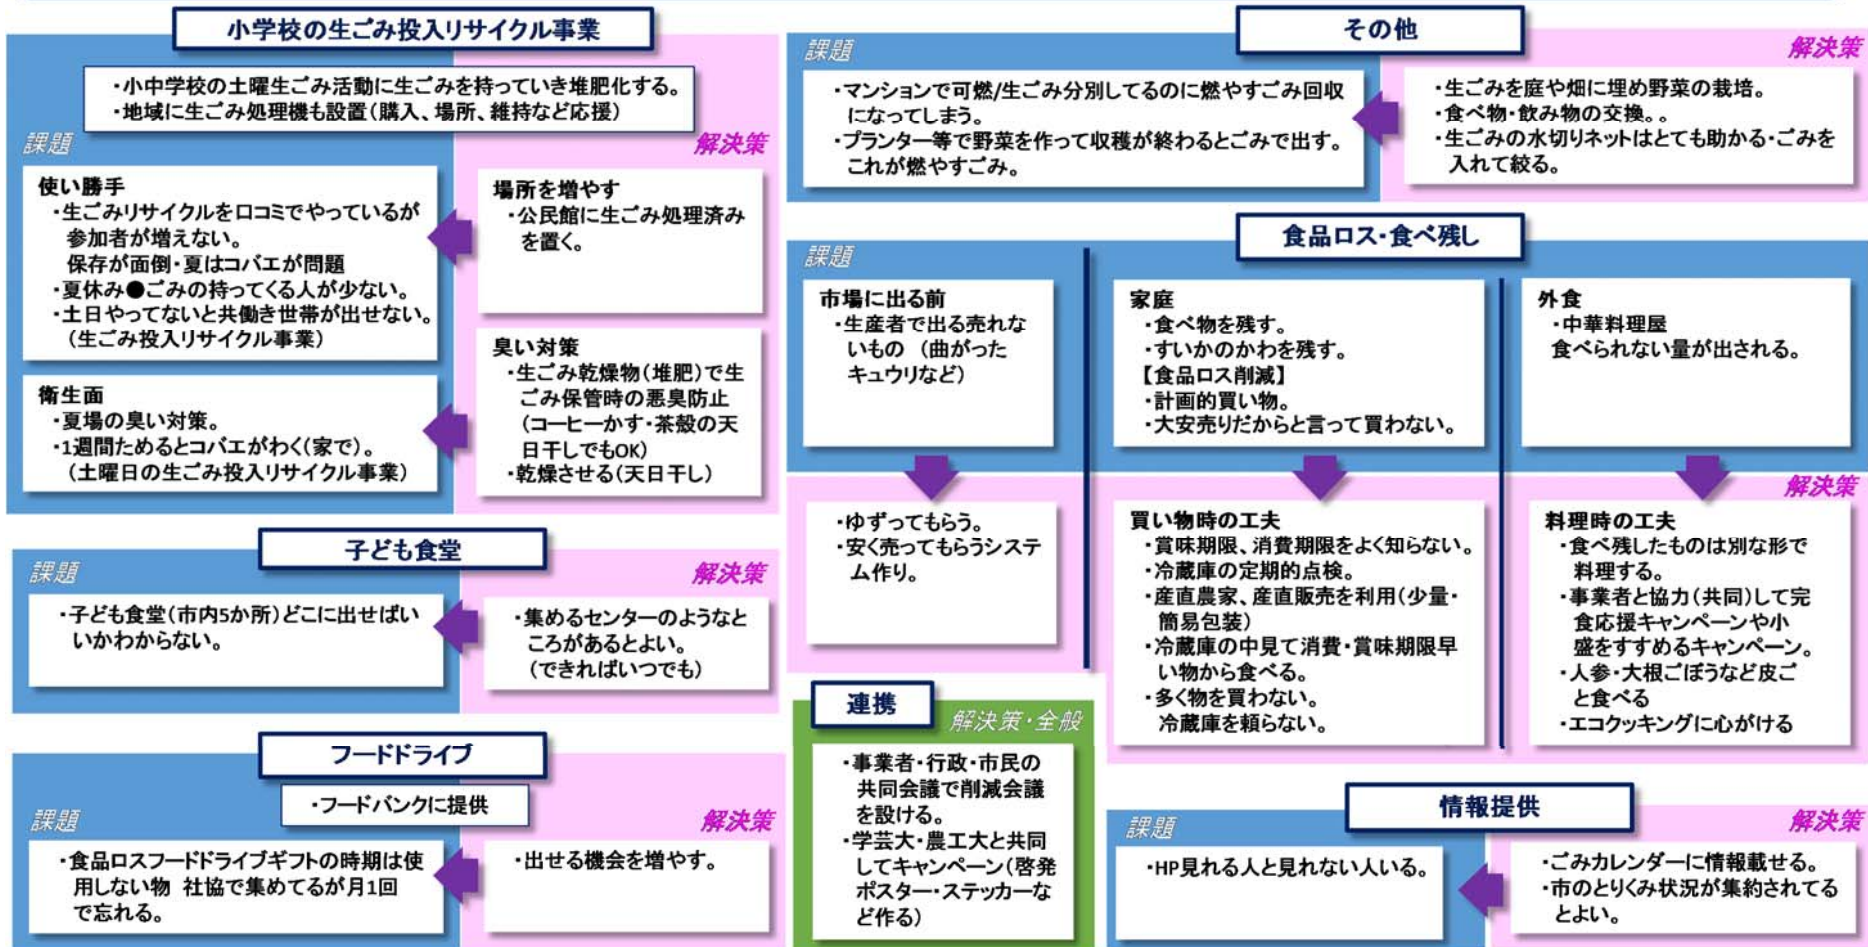 小学校の生ごみ投入リサイクル事業
・小中学校の土曜生ごみ活動に生ごみを持っていき堆肥化する。
・地域に生ごみ処理機も設置(購入、場所、維持など応援)
課題
解決策
使い勝手
・生ごみリサイクルを口コミでやっているが
参加者が増えない。
保存が面倒・夏はコバエが問題
・夏休み●ごみの持ってくる人が少ない。
・土日やってないと共働き世帯が出せない。
(生ごみ投入リサイクル事業)
場所を増やす
・公民館に生ごみ処理済み
を置く。
衛生面
・夏場の臭い対策。
・1週間ためるとコバエがわく(家で)。
(土曜日の生ごみ投入リサイクル事業)
臭い対策
・生ごみ乾燥物(堆肥)で生
ごみ保管時の悪臭防止
(コーヒーかす・茶殻の天
日干しでもOK)
・乾燥させる(天日干し)
子ども食堂
課題
解決策
・子ども食堂(市内5か所)どこに出せばい
いかわからない。
・集めるセンターのようなと
ころがあるとよい。
(できればいつでも)
フードドライブ
・フードバンクに提供
課題
解決策
・食品ロスフードドライブギフトの時期は使
用しない物 社協で集めてるが月1回
で忘れる。
・出せる機会を増やす。
その他
課題
解決策
・マンションで可燃/生ごみ分別してるのに燃やすごみ回収
になってしまう。
・プランター等で野菜を作って収穫が終わるとごみで出す。
これが燃やすごみ。
・生ごみを庭や畑に埋め野菜の栽培。
・食べ物・飲み物の交換。。
・生ごみの水切りネットはとても助かる・ごみを
入れて絞る。
食品ロス・食べ残し
課題
市場に出る前
・生産者で出る売れな
いもの (曲がった
キュウリなど)
家庭
・食べ物を残す。
・すいかのかわを残す。
【食品ロス削減】
・計画的買い物。
・大安売りだからと言って買わない。
外食
・中華料理屋
食べられない量が出される。
解決策
・ゆずってもらう。
・安く売ってもらうシステ
ム作り。
買い物時の工夫
・賞味期限、消費期限をよく知らない。
・冷蔵庫の定期的点検。
・産直農家、産直販売を利用(少量・
簡易包装)
・冷蔵庫の中見て消費・賞味期限早
い物から食べる。
・多く物を買わない。
冷蔵庫を頼らない。
料理時の工夫
・食べ残したものは別な形で
料理する。
・事業者と協力(共同)して完
食応援キャンペーンや小
盛をすすめるキャンペーン。
・人参・大根ごぼうなど皮ご
と食べる
・エコクッキングに心がける
連携
解決策・全般
・事業者・行政・市民の
共同会議で削減会議
を設ける。
・学芸大・農工大と共同
してキャンペーン(啓発
ポスター・ステッカーな
ど作る)
情報提供
課題
解決策
・HP見れる人と見れない人いる。
・ごみカレンダーに情報載せる。
・市のとりくみ状況が集約されてる
とよい。